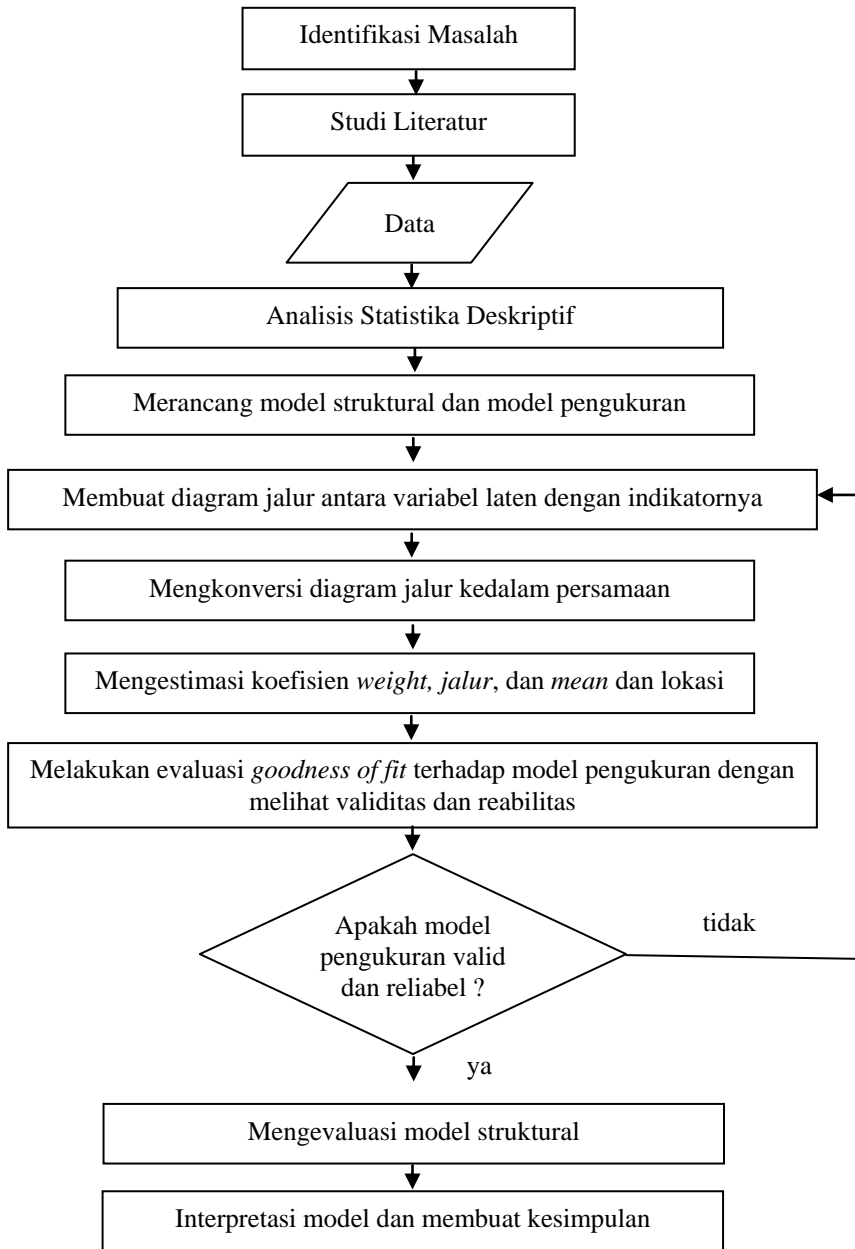 Identifikasi Masalah
Studi Literatur
Data
Analisis Statistika Deskriptif
Merancang model struktural dan model pengukuran
Membuat diagram jalur antara variabel laten dengan indikatornya
Mengkonversi diagram jalur kedalam persamaan
Mengestimasi koefisien weight, jalur, dan mean dan lokasi
Melakukan evaluasi goodness of fit terhadap model pengukuran dengan
melihat validitas dan reabilitas
Apakah model
pengukuran valid
dan reliabel ?
tidak
ya
Mengevaluasi model struktural
Interpretasi model dan membuat kesimpulan